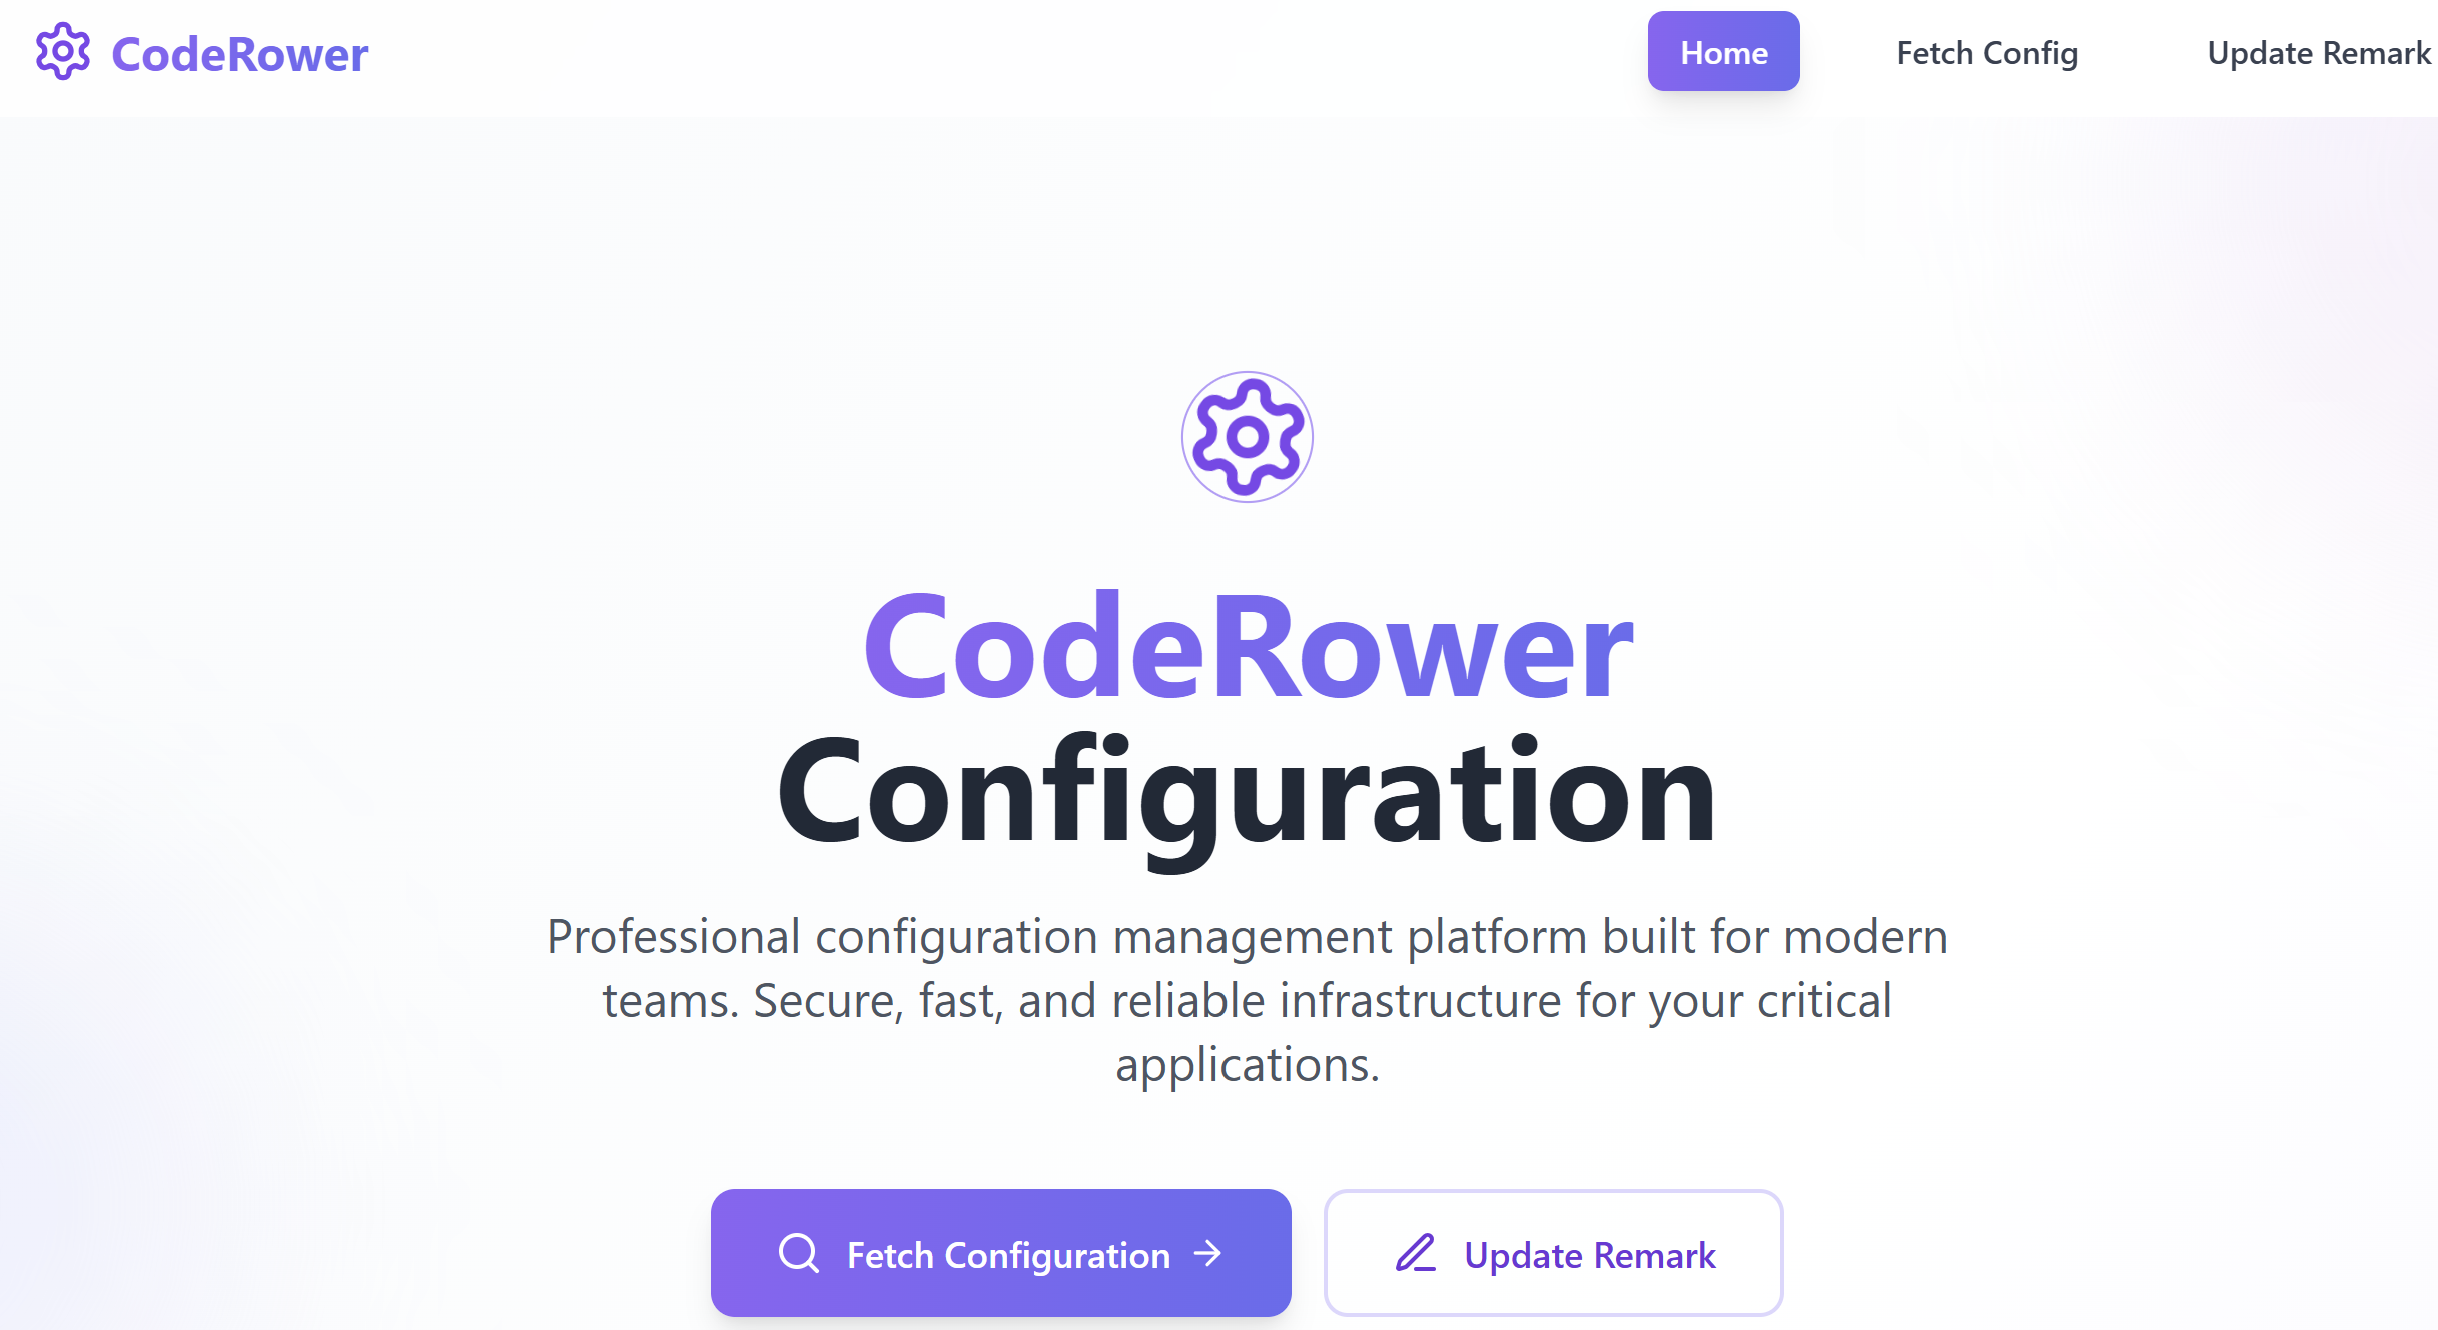 CodeRower
Home
Fetch Config
Update Remark
CodeRower
Configuration
Professional configuration management platform built for modern
teams. Secure, fast, and reliable infrastructure for your critical
applications.
Fetch Configuration
Update Remark